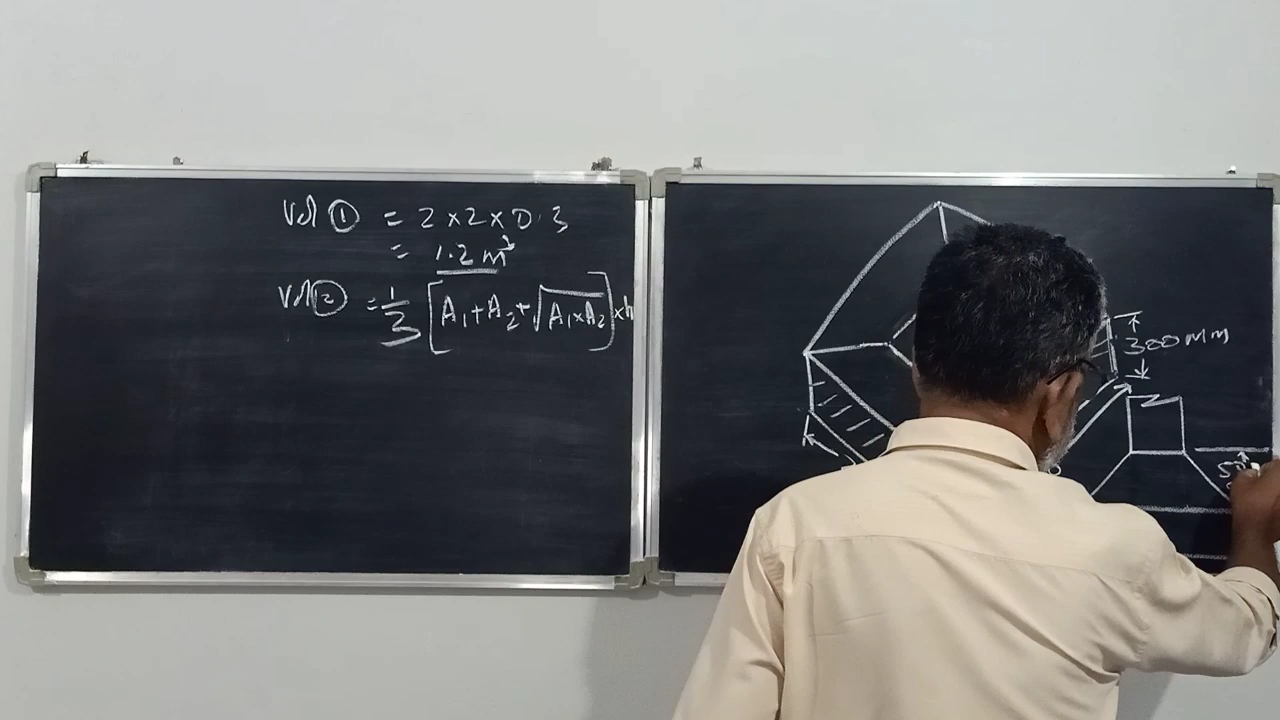 Vol ① = 2 x 2 x 0.3
= 1.2 m³
Vol ② = 1/3 [A₁ + A₂ + √A₁ x A₂] x h
300 MM